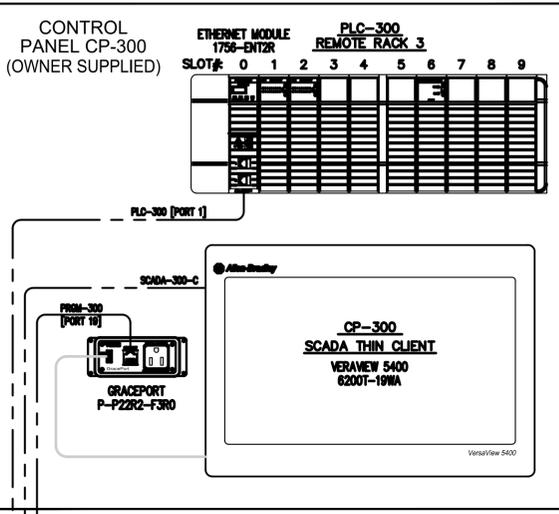 CONTROL
PANEL CP-300
(OWNER SUPPLIED)
ETHERNET MODULE
1756-ENT2R
PLC-300
REMOTE RACK 3
SLOT#: 0 1 2 3 4 5 6 7 8 9
PLC-300 [PORT 1]
SCADA-300-C
PRGM-300
[PORT 19]
GracePort
GRACEPORT
P-P22R2-F3R0
Allen-Bradley
CP-300
SCADA THIN CLIENT
VERAVIEW 5400
6200T-19WA
VersaView 5400